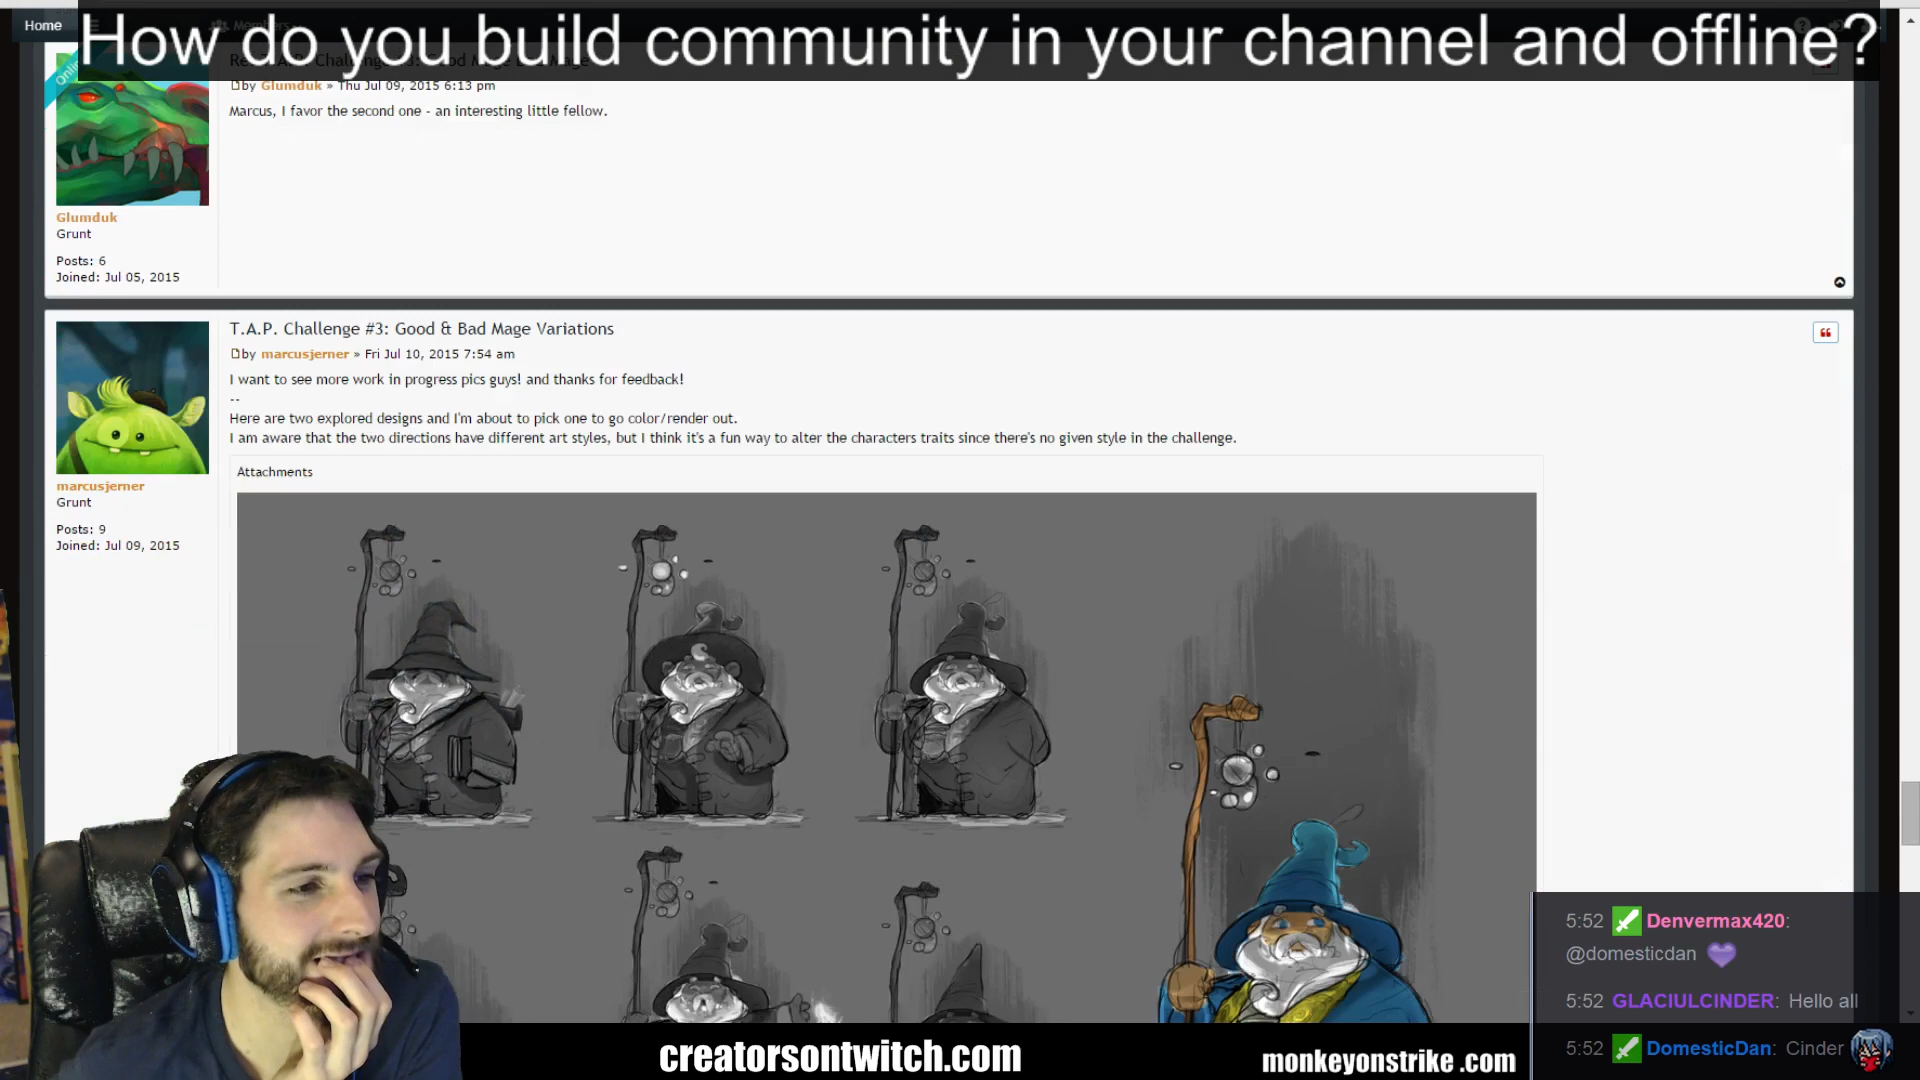 How do you build community in your channel and offline?
Home
by Glumduk » Thu Jul 09, 2015 6:13 pm
Marcus, I favor the second one - an interesting little fellow.
Glumduk
Grunt
Posts: 6
Joined: Jul 05, 2015
T.A.P. Challenge #3: Good & Bad Mage Variations
by marcusjerner » Fri Jul 10, 2015 7:54 am
I want to see more work in progress pics guys! and thanks for feedback!
--
Here are two explored designs and I'm about to pick one to go color/render out.
I am aware that the two directions have different art styles, but I think it's a fun way to alter the characters traits since there's no given style in the challenge.
Attachments
marcusjerner
Grunt
Posts: 9
Joined: Jul 09, 2015
5:52 Denvermax420:
@domesticdan
5:52 GLACIULCINDER: Hello all
5:52 DomesticDan: Cinder
creatorsontwitch.com
monkeyonstrike .com